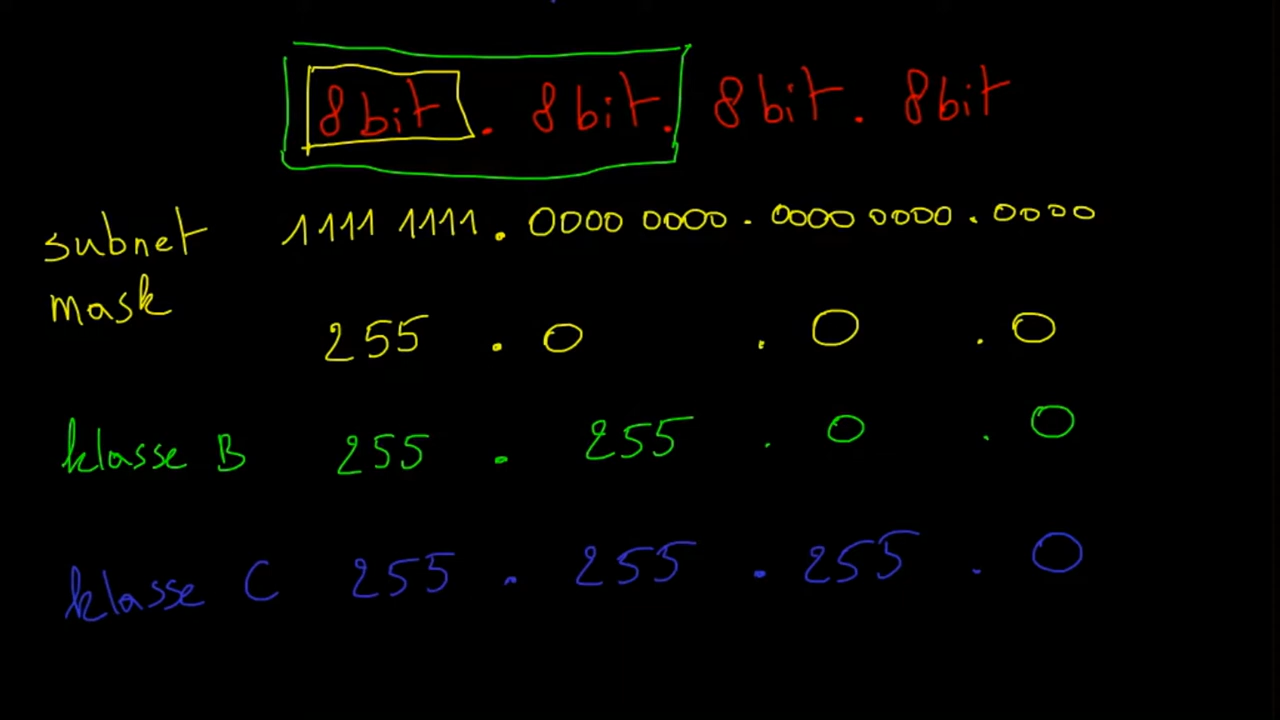 8bit . 8bit . 8bit . 8bit
subnet 1111 1111 . 0000 0000 . 0000 0000 . 0000
mask
255 . 0 . 0 . 0
klasse B 255 . 255 . 0 . 0
klasse C 255 . 255 . 255 . 0